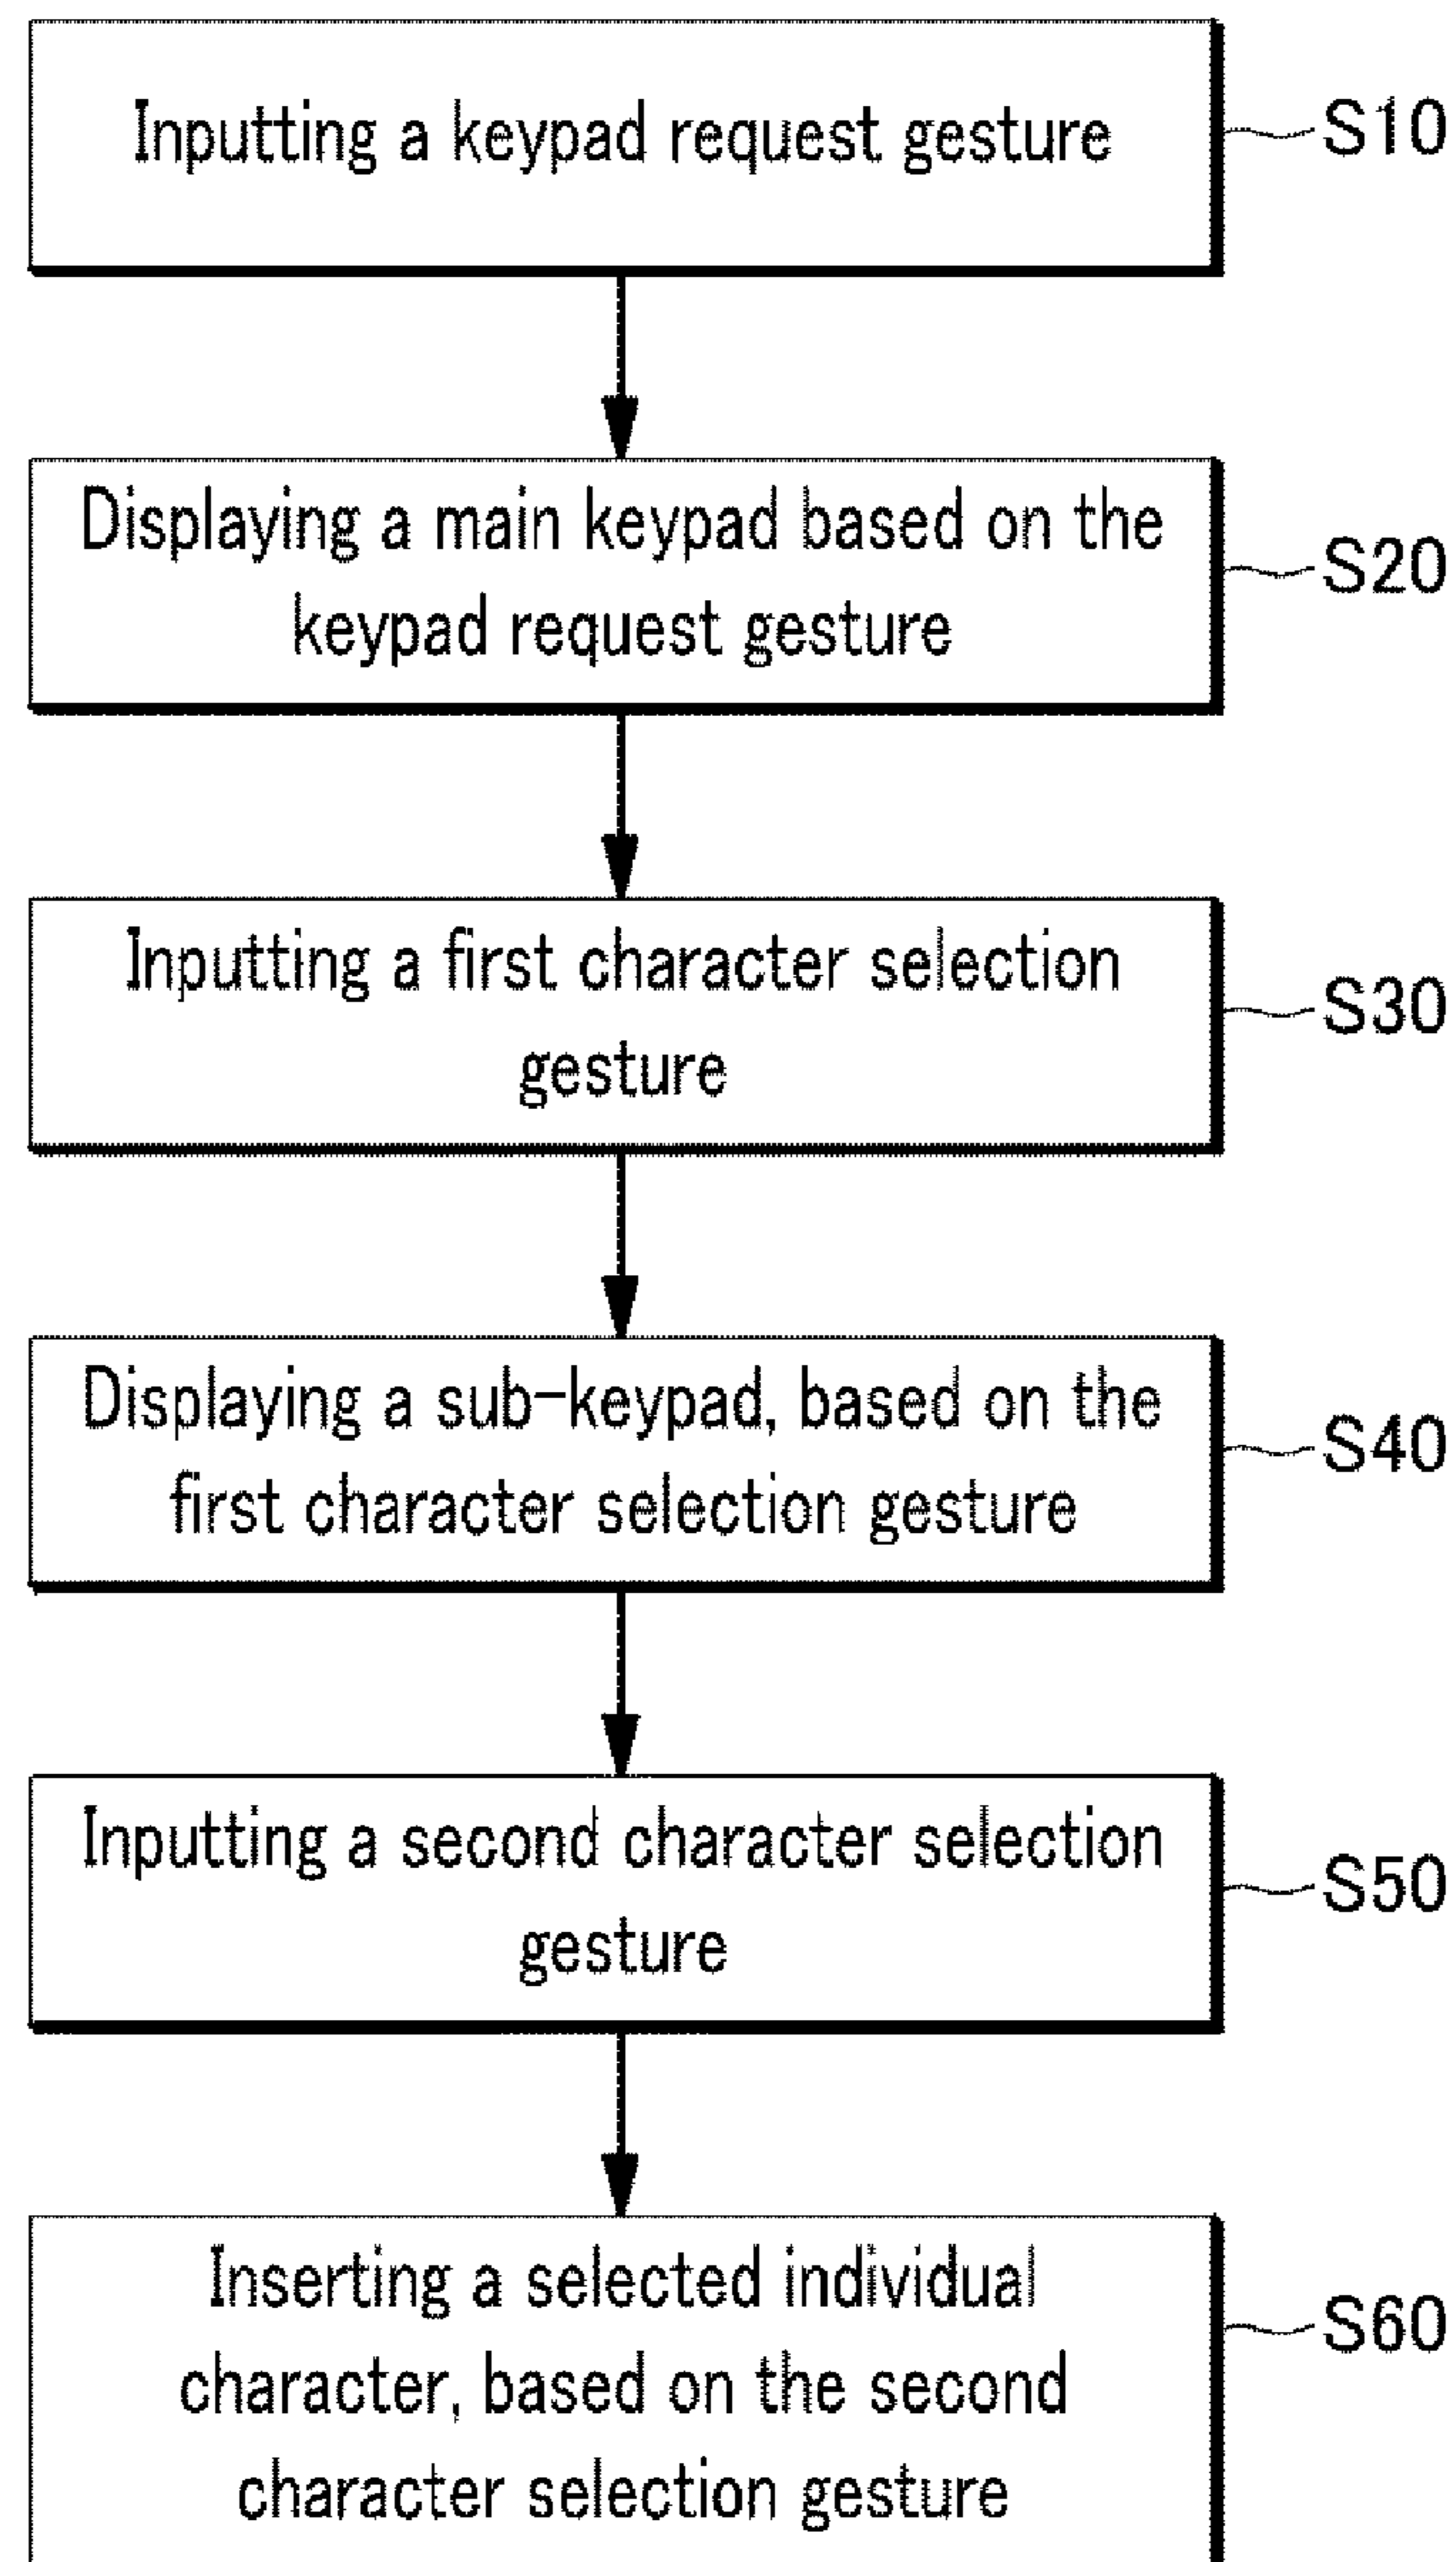 Inputting a keypad request gesture
S10
Displaying a main keypad based on the
keypad request gesture
S20
Inputting a first character selection
gesture
S30
Displaying a sub-keypad, based on the
first character selection gesture
S40
Inputting a second character selection
gesture
S50
Inserting a selected individual
character, based on the second
character selection gesture
S60